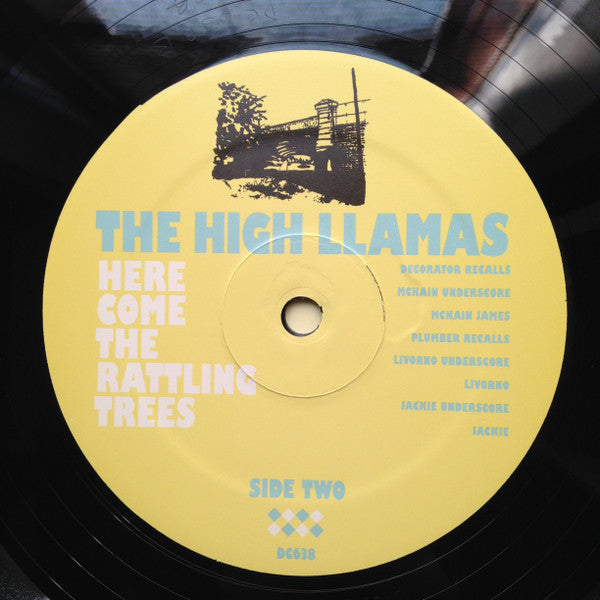 THE HIGH LLAMAS
HERE
COME
THE
RATTLING
TREES
DECORATOR RECALLS
MCKAIN UNDERSCORE
MCKAIN JAMES
PLUMBER RECALLS
LIVORNO UNDERSCORE
LIVORNO
JACKIE UNDERSCORE
JACKIE
SIDE TWO
DC638